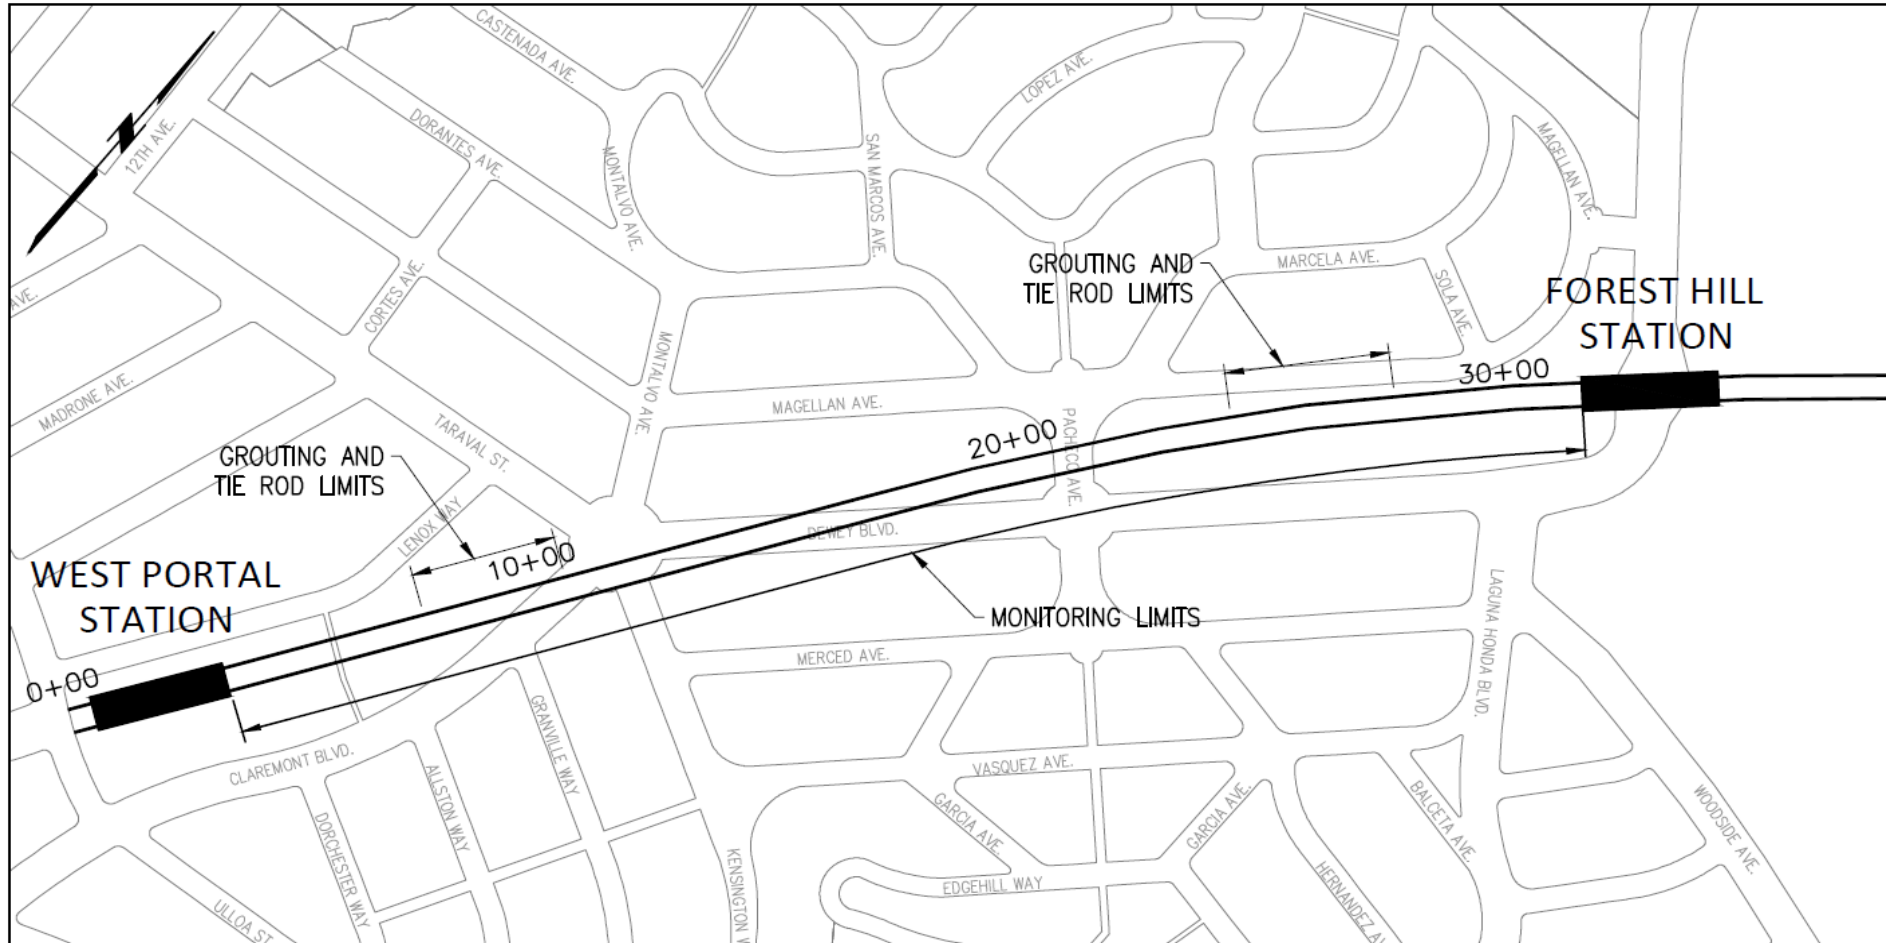 CASTENADA AVE.
LOPEZ AVE.
12TH AVE.
DORANTES AVE.
MONTALVO AVE.
SAN MARCOS AVE.
MAGELLAN AVE.
GROUTING AND
TIE ROD LIMITS
MARCELA AVE.
SOLA AVE.
FOREST HILL
STATION
AVE.
CORTES AVE.
MADRONE AVE.
MONTALVO AVE.
MAGELLAN AVE.
30+00
TARAVAL ST.
20+00
PACHECO AVE.
GROUTING AND
TIE ROD LIMITS
LENOX WAY
10+00
DEWEY BLVD.
WEST PORTAL
STATION
0+00
MONITORING LIMITS
LAGUNA HONDA BLVD.
MERCED AVE.
GRANVILLE WAY
CLAREMONT BLVD.
ALLSTON WAY
DORCHESTER WAY
VASQUEZ AVE.
GARCIA AVE.
GARCIA AVE.
BALCETA AVE.
WOODSIDE AVE.
KENSINGTON W
EDGEHILL WAY
HERNANDEZ AV
ULLOA ST.